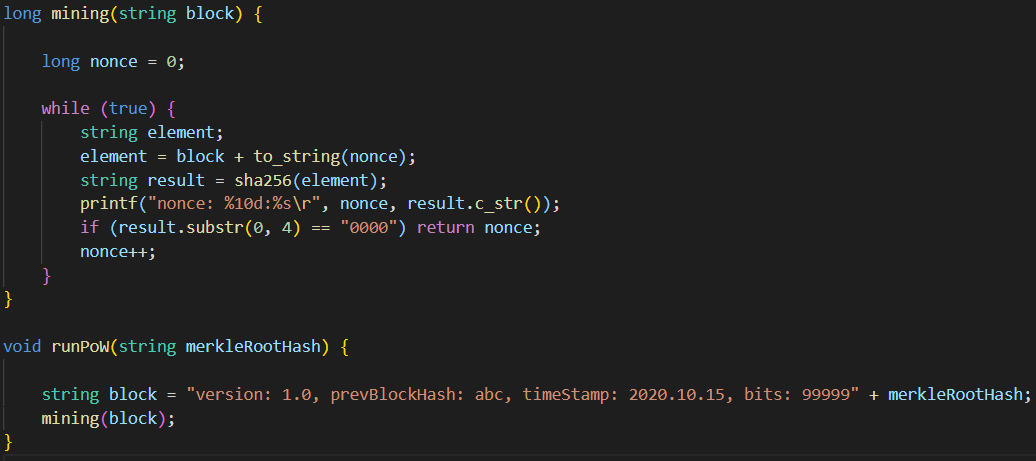 long mining(string block) {
long nonce = 0;
while (true) {
string element;
element = block + to_string(nonce);
string result = sha256(element);
printf("nonce: %10d:%s\r", nonce, result.c_str());
if (result.substr(0, 4) == "0000") return nonce;
nonce++;
}
}
void runPoW(string merkleRootHash) {
string block = "version: 1.0, prevBlockHash: abc, timeStamp: 2020.10.15, bits: 99999" + merkleRootHash;
mining(block);
}